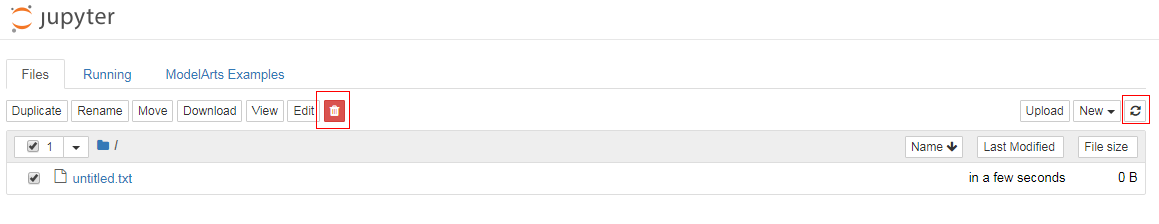 jupyter
Files Running ModelArts Examples
Duplicate Rename Move Download View Edit Upload New
1 / Name Last Modified File size
untitled.txt in a few seconds 0 B